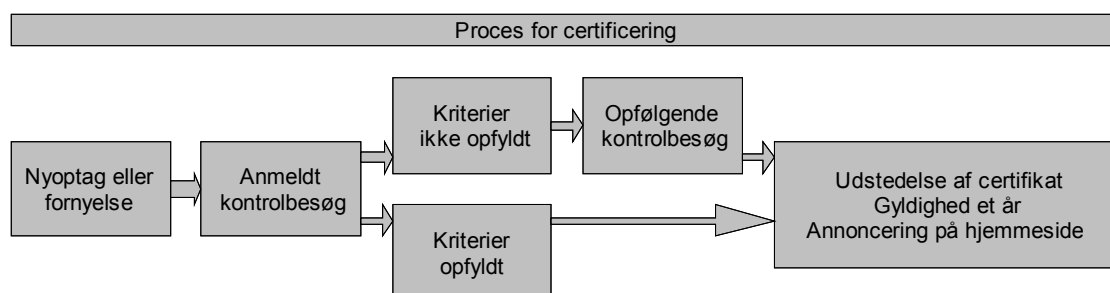 Proces for certificering
Nyoptag eller
fornyelse
Anmeldt
kontrolbesøg
Kriterier
ikke opfyldt
Opfølgende
kontrolbesøg
Kriterier
opfyldt
Udstedelse af certifikat
Gyldighed et år
Annoncering på hjemmeside